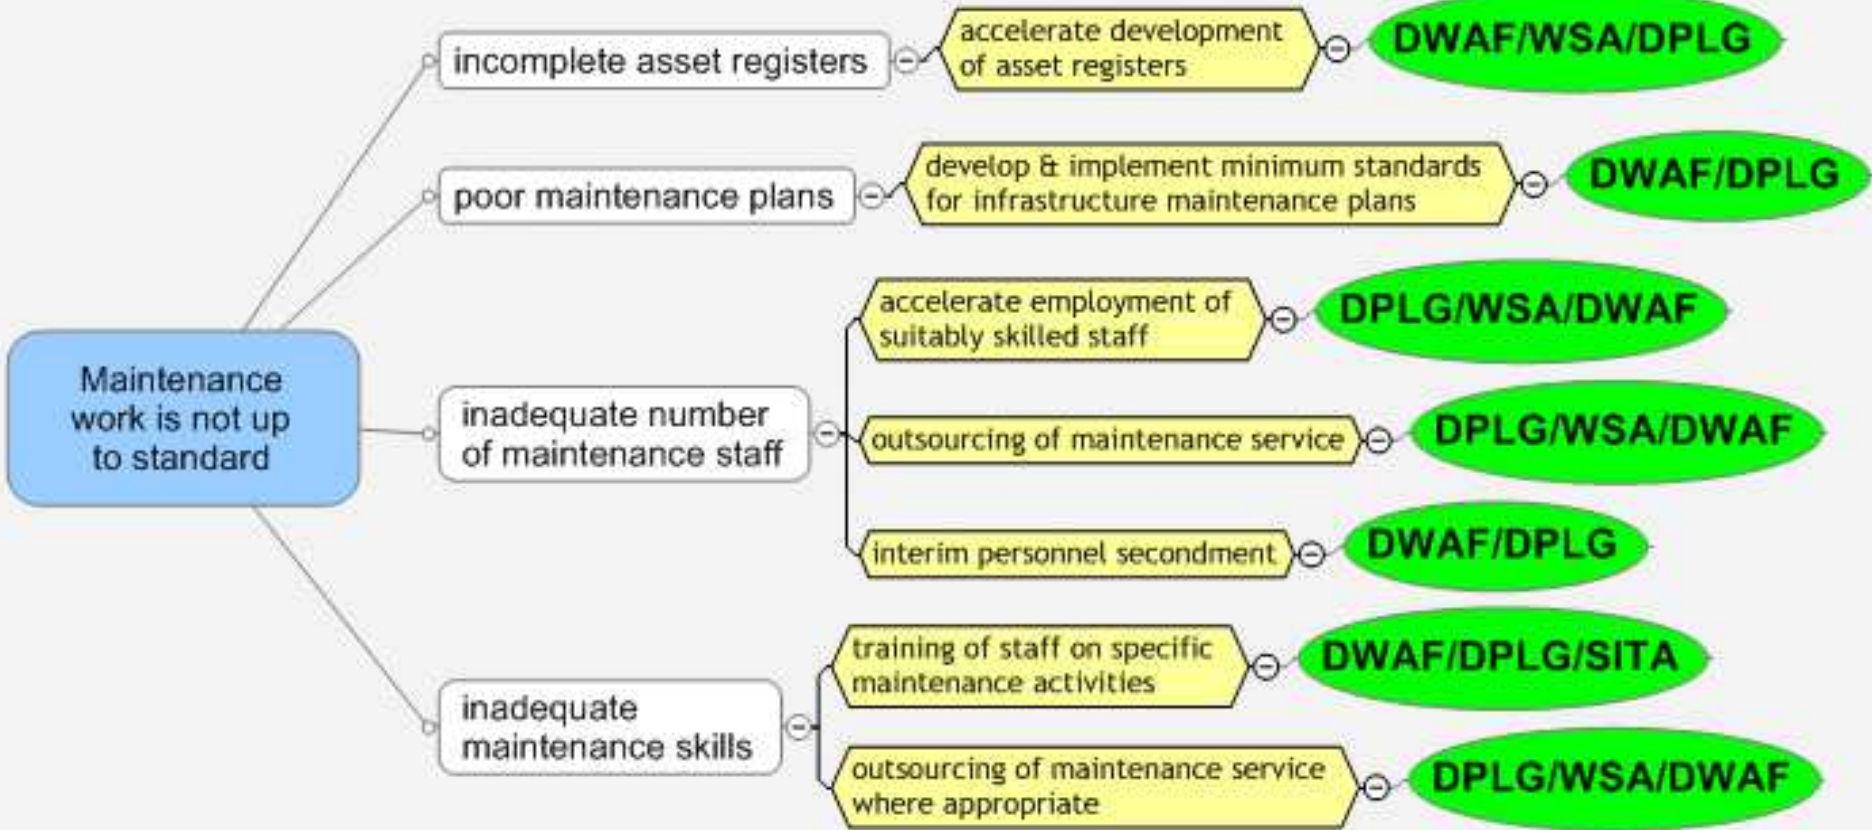 Maintenance
work is not up
to standard
incomplete asset registers
accelerate development
of asset registers
DWAF/WSA/DPLG
poor maintenance plans
develop & implement minimum standards
for infrastructure maintenance plans
DWAF/DPLG
inadequate number
of maintenance staff
accelerate employment of
suitably skilled staff
DPLG/WSA/DWAF
outsourcing of maintenance service
DPLG/WSA/DWAF
interim personnel secondment
DWAF/DPLG
inadequate
maintenance skills
training of staff on specific
maintenance activities
DWAF/DPLG/SITA
outsourcing of maintenance service
where appropriate
DPLG/WSA/DWAF